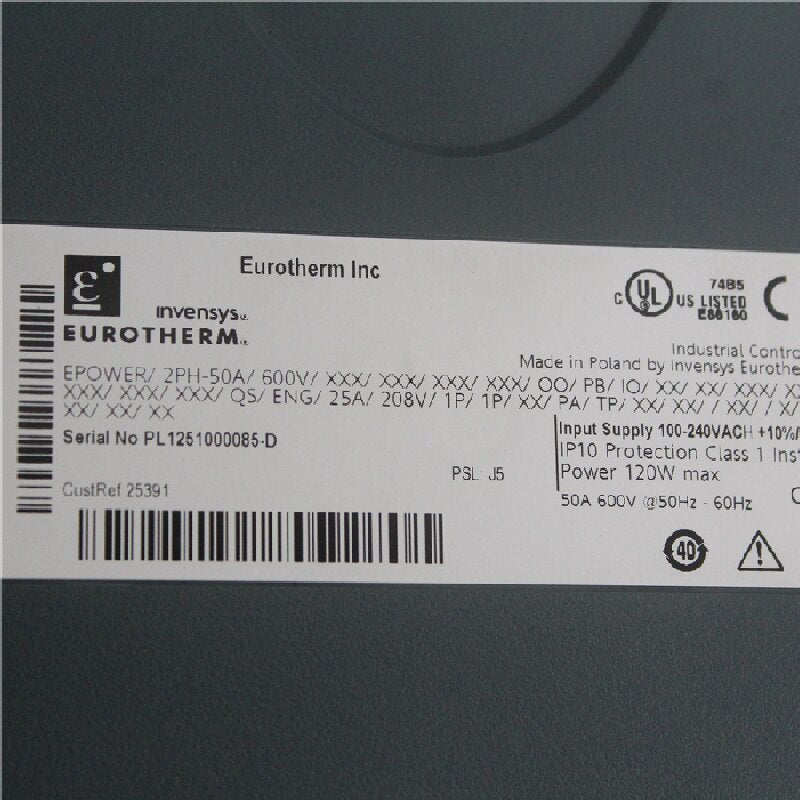 Eurotherm Inc
invensys
EUROTHERM
C UL US LISTED
74B5
E86160
Industrial Contro
Made in Poland by Invensys Eurothe
EPOWER/ 2PH-50A/ 600V/ XXX/ XXX/ XXX/ XXX/ OO/ PB/ IO/ XX/ XX/ XXX/ X
XXX/ XXX/ XXX/ QS/ ENG/ 25A/ 208V/ 1P/ 1P/ XX/ PA/ TP/ XX/ XX/ / / / X/
XX/ XX/ XX
Serial No PL1251000085-D
Input Supply 100-240VACH +10%/
IP10 Protection Class 1 Inst
PSL: J5
Power 120W max
CustRef 25391
50A 600V @50Hz - 60Hz
40